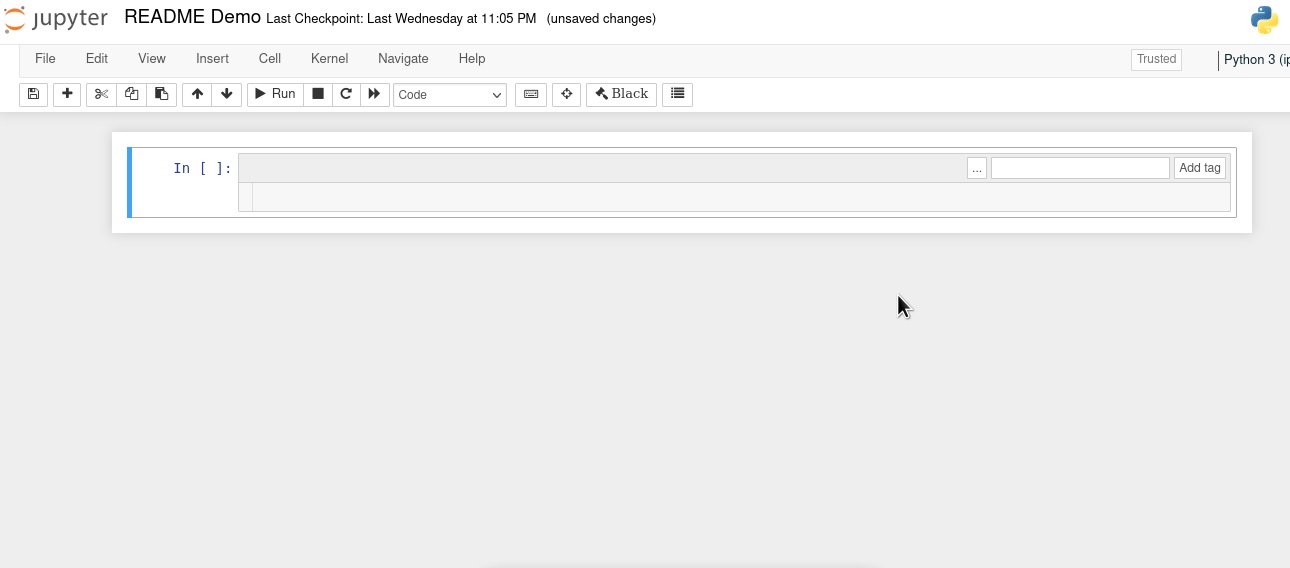 jupyter README Demo Last Checkpoint: Last Wednesday at 11:05 PM (unsaved changes)
File Edit View Insert Cell Kernel Navigate Help Trusted Python 3 (ip
Run Code Black
In [ ]: ... Add tag